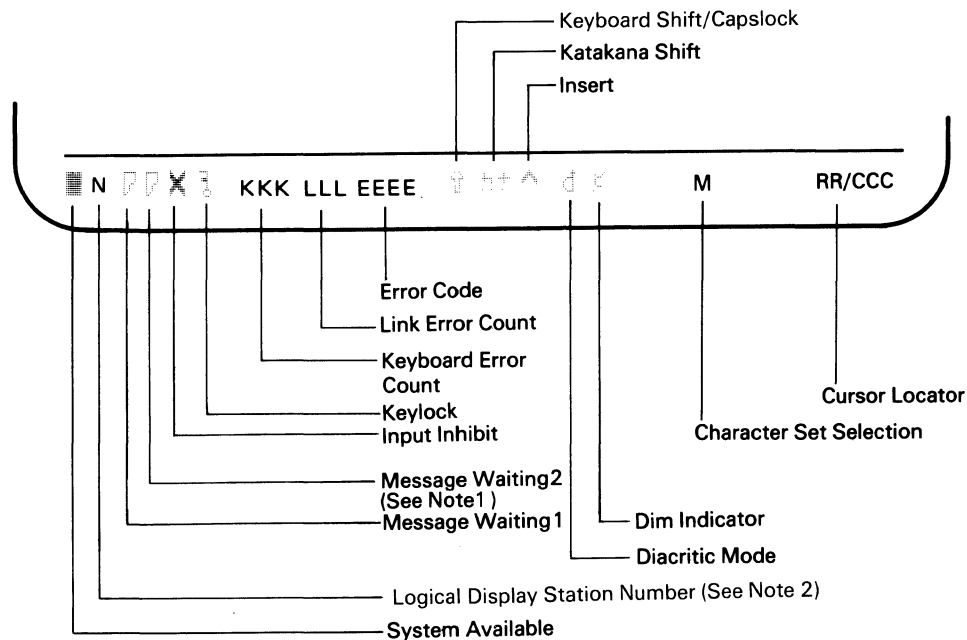 Keyboard Shift/Capslock
Katakana Shift
Insert
N X KKK LLL EEEE ^ d M RR/CCC
Error Code
Link Error Count
Keyboard Error
Count
Keylock
Input Inhibit
Message Waiting2
(See Note1 )
Message Waiting1
Logical Display Station Number (See Note 2)
System Available
Cursor Locator
Character Set Selection
Dim Indicator
Diacritic Mode